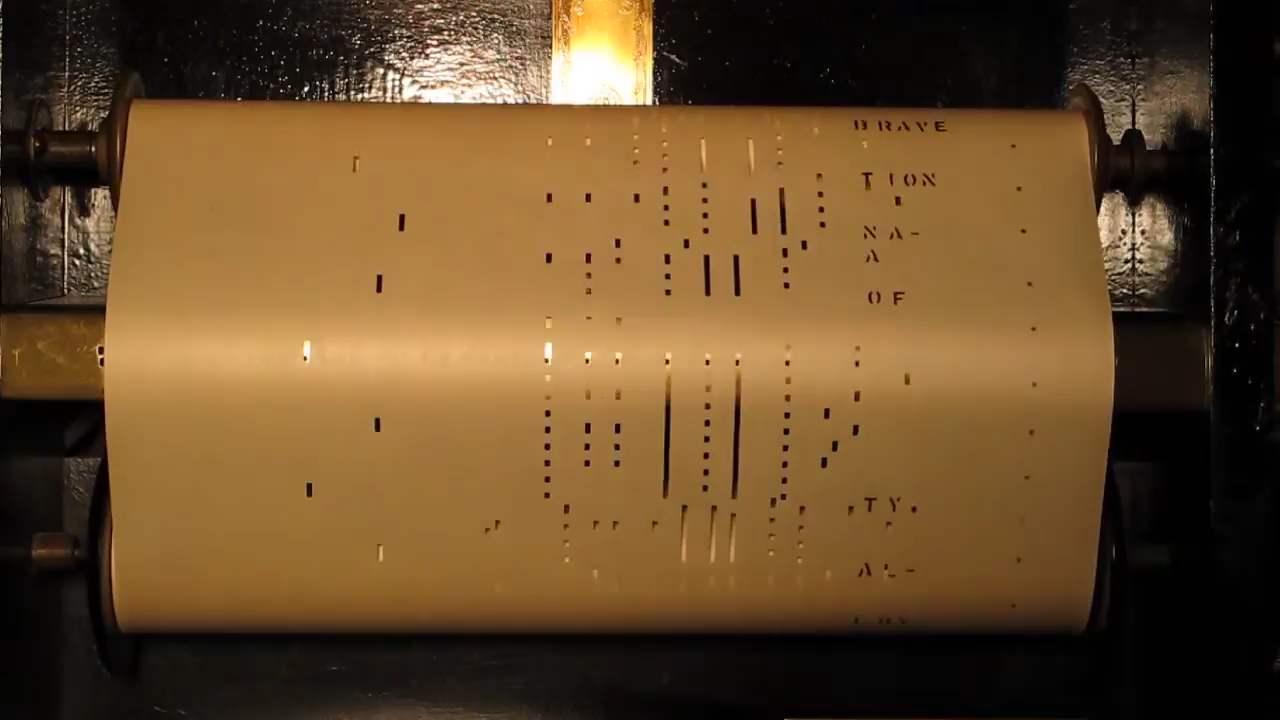 BRAVE
TION
NA-
A
OF
TY.
AL-